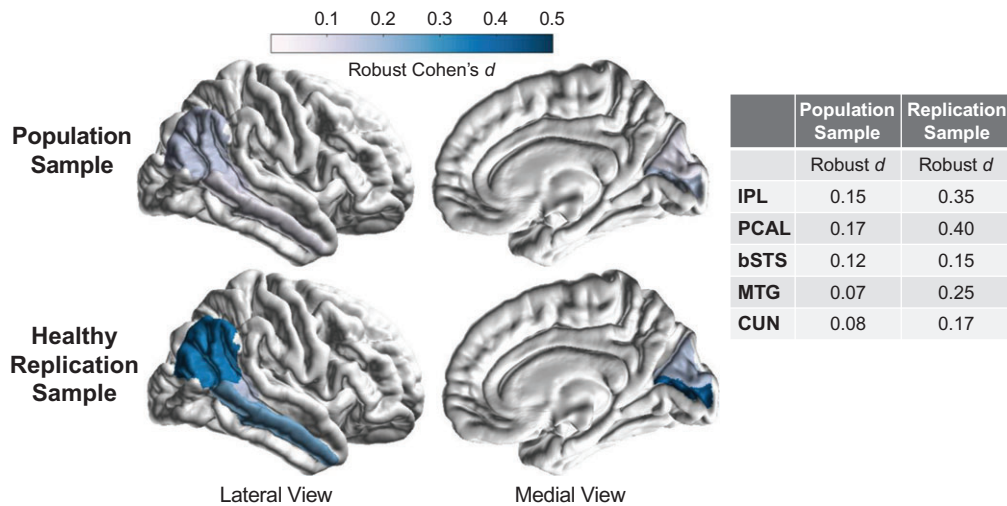 0.1 0.2 0.3 0.4 0.5
Robust Cohen's d
Population
Sample
Healthy
Replication
Sample
Lateral View Medial View
Population Replication
Sample Sample
Robust d Robust d
IPL 0.15 0.35
PCAL 0.17 0.40
bSTS 0.12 0.15
MTG 0.07 0.25
CUN 0.08 0.17